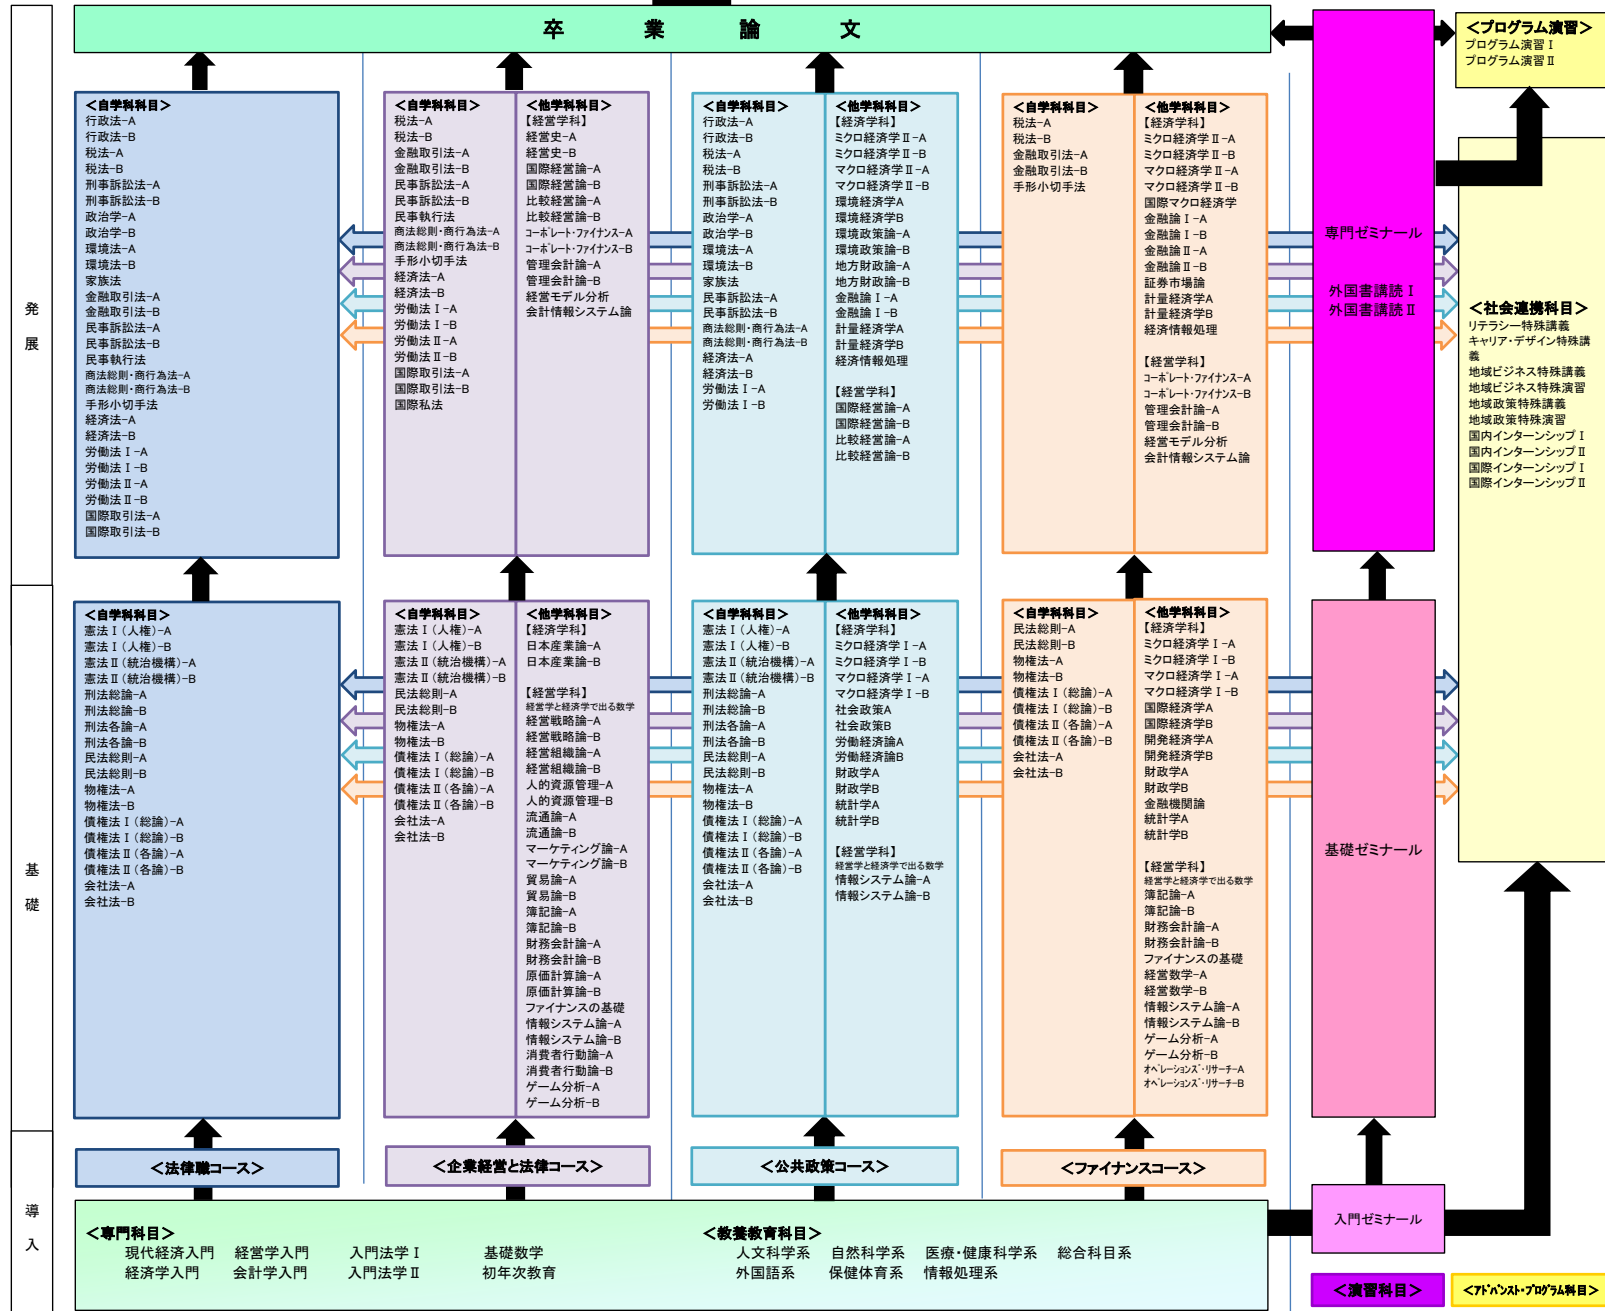 卒業論文
発展
＜自学科科目＞
行政法-A
行政法-B
税法-A
税法-B
刑事訴訟法-A
刑事訴訟法-B
政治学-A
政治学-B
環境法-A
環境法-B
家族法
金融取引法-A
金融取引法-B
民事訴訟法-A
民事訴訟法-B
民事執行法
商法総則・商行為法-A
商法総則・商行為法-B
手形小切手法
経済法-A
経済法-B
労働法Ⅰ-A
労働法Ⅰ-B
労働法Ⅱ-A
労働法Ⅱ-B
国際取引法-A
国際取引法-B
＜自学科科目＞
税法-A
税法-B
金融取引法-A
金融取引法-B
民事訴訟法-A
民事訴訟法-B
民事執行法
商法総則・商行為法-A
商法総則・商行為法-B
手形小切手法
経済法-A
経済法-B
労働法Ⅰ-A
労働法Ⅰ-B
労働法Ⅱ-A
労働法Ⅱ-B
国際取引法-A
国際取引法-B
国際私法
＜他学科科目＞
【経営学科】
経営史-A
経営史-B
国際経営論-A
国際経営論-B
比較経営論-A
比較経営論-B
コーポレート・ファイナンス-A
コーポレート・ファイナンス-B
管理会計論-A
管理会計論-B
経営モデル分析
会計情報システム論
＜自学科科目＞
行政法-A
行政法-B
税法-A
税法-B
刑事訴訟法-A
刑事訴訟法-B
政治学-A
政治学-B
環境法-A
環境法-B
家族法
民事訴訟法-A
民事訴訟法-B
商法総則・商行為法-A
商法総則・商行為法-B
経済法-A
経済法-B
労働法Ⅰ-A
労働法Ⅰ-B
＜他学科科目＞
【経済学科】
ミクロ経済学Ⅱ-A
ミクロ経済学Ⅱ-B
マクロ経済学Ⅱ-A
マクロ経済学Ⅱ-B
環境経済学A
環境経済学B
環境政策論-A
環境政策論-B
地方財政論-A
地方財政論-B
金融論Ⅰ-A
金融論Ⅰ-B
計量経済学A
計量経済学B
経済情報処理
【経営学科】
国際経営論-A
国際経営論-B
比較経営論-A
比較経営論-B
＜自学科科目＞
税法-A
税法-B
金融取引法-A
金融取引法-B
手形小切手法
＜他学科科目＞
【経済学科】
ミクロ経済学Ⅱ-A
ミクロ経済学Ⅱ-B
マクロ経済学Ⅱ-A
マクロ経済学Ⅱ-B
国際マクロ経済学
金融論Ⅰ-A
金融論Ⅰ-B
金融論Ⅱ-A
金融論Ⅱ-B
証券市場論
計量経済学A
計量経済学B
経済情報処理
【経営学科】
コーポレート・ファイナンス-A
コーポレート・ファイナンス-B
管理会計論-A
管理会計論-B
経営モデル分析
会計情報システム論
専門ゼミナール
外国書講読Ⅰ
外国書講読Ⅱ
＜プログラム演習＞
プログラム演習Ⅰ
プログラム演習Ⅱ
＜社会連携科目＞
リテラシー特殊講義
キャリア・デザイン特殊講
義
地域ビジネス特殊講義
地域ビジネス特殊演習
地域政策特殊講義
地域政策特殊演習
国内インターンシップⅠ
国内インターンシップⅡ
国際インターンシップⅠ
国際インターンシップⅡ
基礎
＜自学科科目＞
憲法Ⅰ（人権）-A
憲法Ⅰ（人権）-B
憲法Ⅱ（統治機構）-A
憲法Ⅱ（統治機構）-B
刑法総論-A
刑法総論-B
刑法各論-A
刑法各論-B
民法総則-A
民法総則-B
物権法-A
物権法-B
債権法Ⅰ（総論）-A
債権法Ⅰ（総論）-B
債権法Ⅱ（各論）-A
債権法Ⅱ（各論）-B
会社法-A
会社法-B
＜自学科科目＞
憲法Ⅰ（人権）-A
憲法Ⅰ（人権）-B
憲法Ⅱ（統治機構）-A
憲法Ⅱ（統治機構）-B
民法総則-A
民法総則-B
物権法-A
物権法-B
債権法Ⅰ（総論）-A
債権法Ⅰ（総論）-B
債権法Ⅱ（各論）-A
債権法Ⅱ（各論）-B
会社法-A
会社法-B
＜他学科科目＞
【経済学科】
日本産業論-A
日本産業論-B
【経営学科】
経営学と経済学で出る数学
経営戦略論-A
経営戦略論-B
経営組織論-A
経営組織論-B
人的資源管理-A
人的資源管理-B
流通論-A
流通論-B
マーケティング論-A
マーケティング論-B
貿易論-A
貿易論-B
簿記論-A
簿記論-B
財務会計論-A
財務会計論-B
原価計算論-A
原価計算論-B
ファイナンスの基礎
情報システム論-A
情報システム論-B
消費者行動論-A
消費者行動論-B
ゲーム分析-A
ゲーム分析-B
＜自学科科目＞
憲法Ⅰ（人権）-A
憲法Ⅰ（人権）-B
憲法Ⅱ（統治機構）-A
憲法Ⅱ（統治機構）-B
刑法総論-A
刑法総論-B
刑法各論-A
刑法各論-B
民法総則-A
民法総則-B
物権法-A
物権法-B
債権法Ⅰ（総論）-A
債権法Ⅰ（総論）-B
債権法Ⅱ（各論）-A
債権法Ⅱ（各論）-B
会社法-A
会社法-B
＜他学科科目＞
【経済学科】
ミクロ経済学Ⅰ-A
ミクロ経済学Ⅰ-B
マクロ経済学Ⅰ-A
マクロ経済学Ⅰ-B
社会政策A
社会政策B
労働経済論A
労働経済論B
財政学A
財政学B
統計学A
統計学B
【経営学科】
経営学と経済学で出る数学
情報システム論-A
情報システム論-B
＜自学科科目＞
民法総則-A
民法総則-B
物権法-A
物権法-B
債権法Ⅰ（総論）-A
債権法Ⅰ（総論）-B
債権法Ⅱ（各論）-A
債権法Ⅱ（各論）-B
会社法-A
会社法-B
＜他学科科目＞
【経済学科】
ミクロ経済学Ⅰ-A
ミクロ経済学Ⅰ-B
マクロ経済学Ⅰ-A
マクロ経済学Ⅰ-B
国際経済学A
国際経済学B
開発経済学A
開発経済学B
財政学A
財政学B
金融機関論
統計学A
統計学B
【経営学科】
経営学と経済学で出る数学
簿記論-A
簿記論-B
財務会計論-A
財務会計論-B
ファイナンスの基礎
経営数学-A
経営数学-B
情報システム論-A
情報システム論-B
ゲーム分析-A
ゲーム分析-B
オペレーションズ・リサーチ-A
オペレーションズ・リサーチ-B
基礎ゼミナール
導入
＜法律職コース＞
＜企業経営と法律コース＞
＜公共政策コース＞
＜ファイナンスコース＞
＜専門科目＞
現代経済入門 経営学入門 入門法学Ⅰ 基礎数学
経済学入門 会計学入門 入門法学Ⅱ 初年次教育
＜教養教育科目＞
人文科学系 自然科学系 医療・健康科学系 総合科目系
外国語系 保健体育系 情報処理系
入門ゼミナール
＜演習科目＞
＜アドバンスト・プログラム科目＞